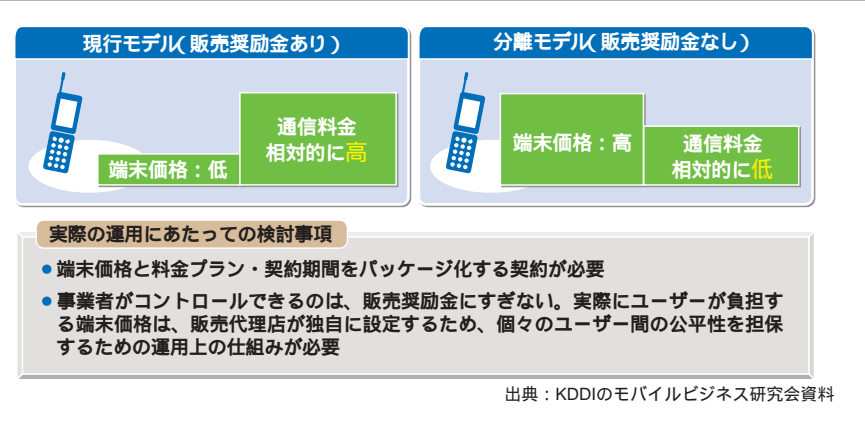 現行モデル(販売奨励金あり)
端末価格：低
通信料金
相対的に高
分離モデル(販売奨励金なし)
端末価格：高
通信料金
相対的に低
実際の運用にあたっての検討事項
●端末価格と料金プラン・契約期間をパッケージ化する契約が必要
●事業者がコントロールできるのは、販売奨励金にすぎない。実際にユーザーが負担す
る端末価格は、販売代理店が独自に設定するため、個々のユーザー間の公平性を担保
するための運用上の仕組みが必要
出典：KDDIのモバイルビジネス研究会資料